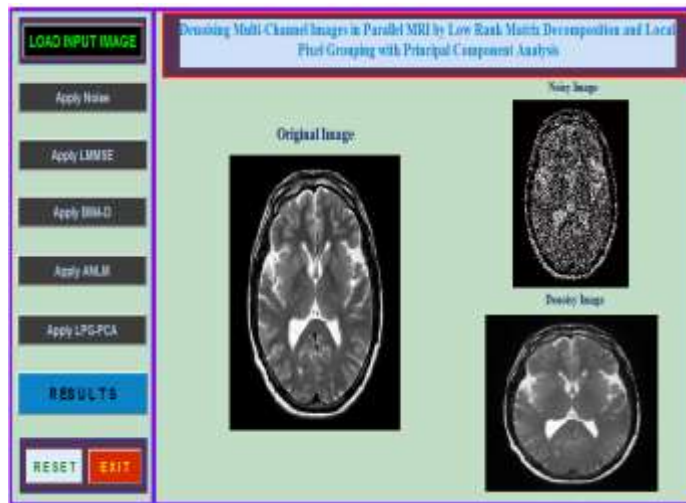 LOAD INPUT IMAGE
Apply Noise
Apply LMMSE
Apply BM4-D
Apply ANLM
Apply LPG-PCA
RESULTS
RESET EXIT
Denoising Multi-Channel Images in Parallel MRI by Low Rank Matrix Decomposition and Local
Pixel Grouping with Principal Component Analysis
Original Image
Noisy Image
Denoisy Image